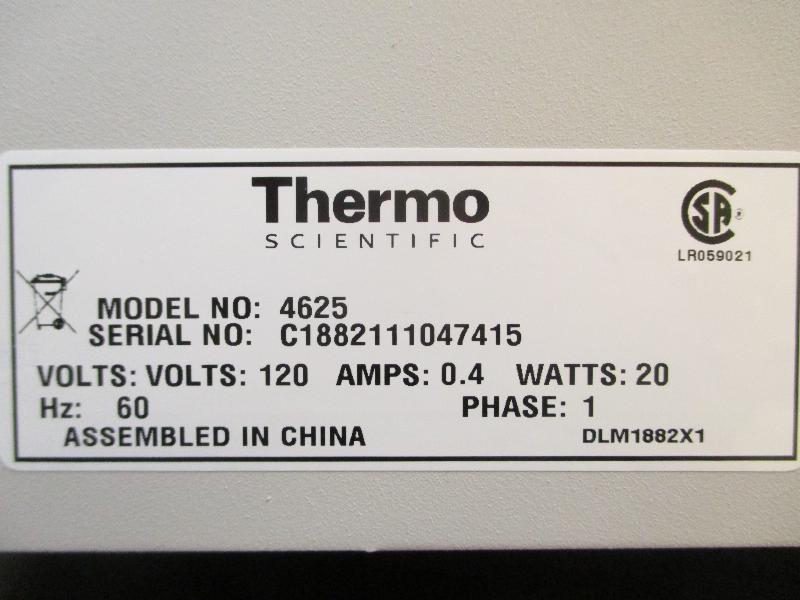 Thermo
SCIENTIFIC
SA
LR059021
MODEL NO: 4625
SERIAL NO: C1882111047415
VOLTS: VOLTS: 120 AMPS: 0.4 WATTS: 20
Hz: 60 PHASE: 1
ASSEMBLED IN CHINA DLM1882X1